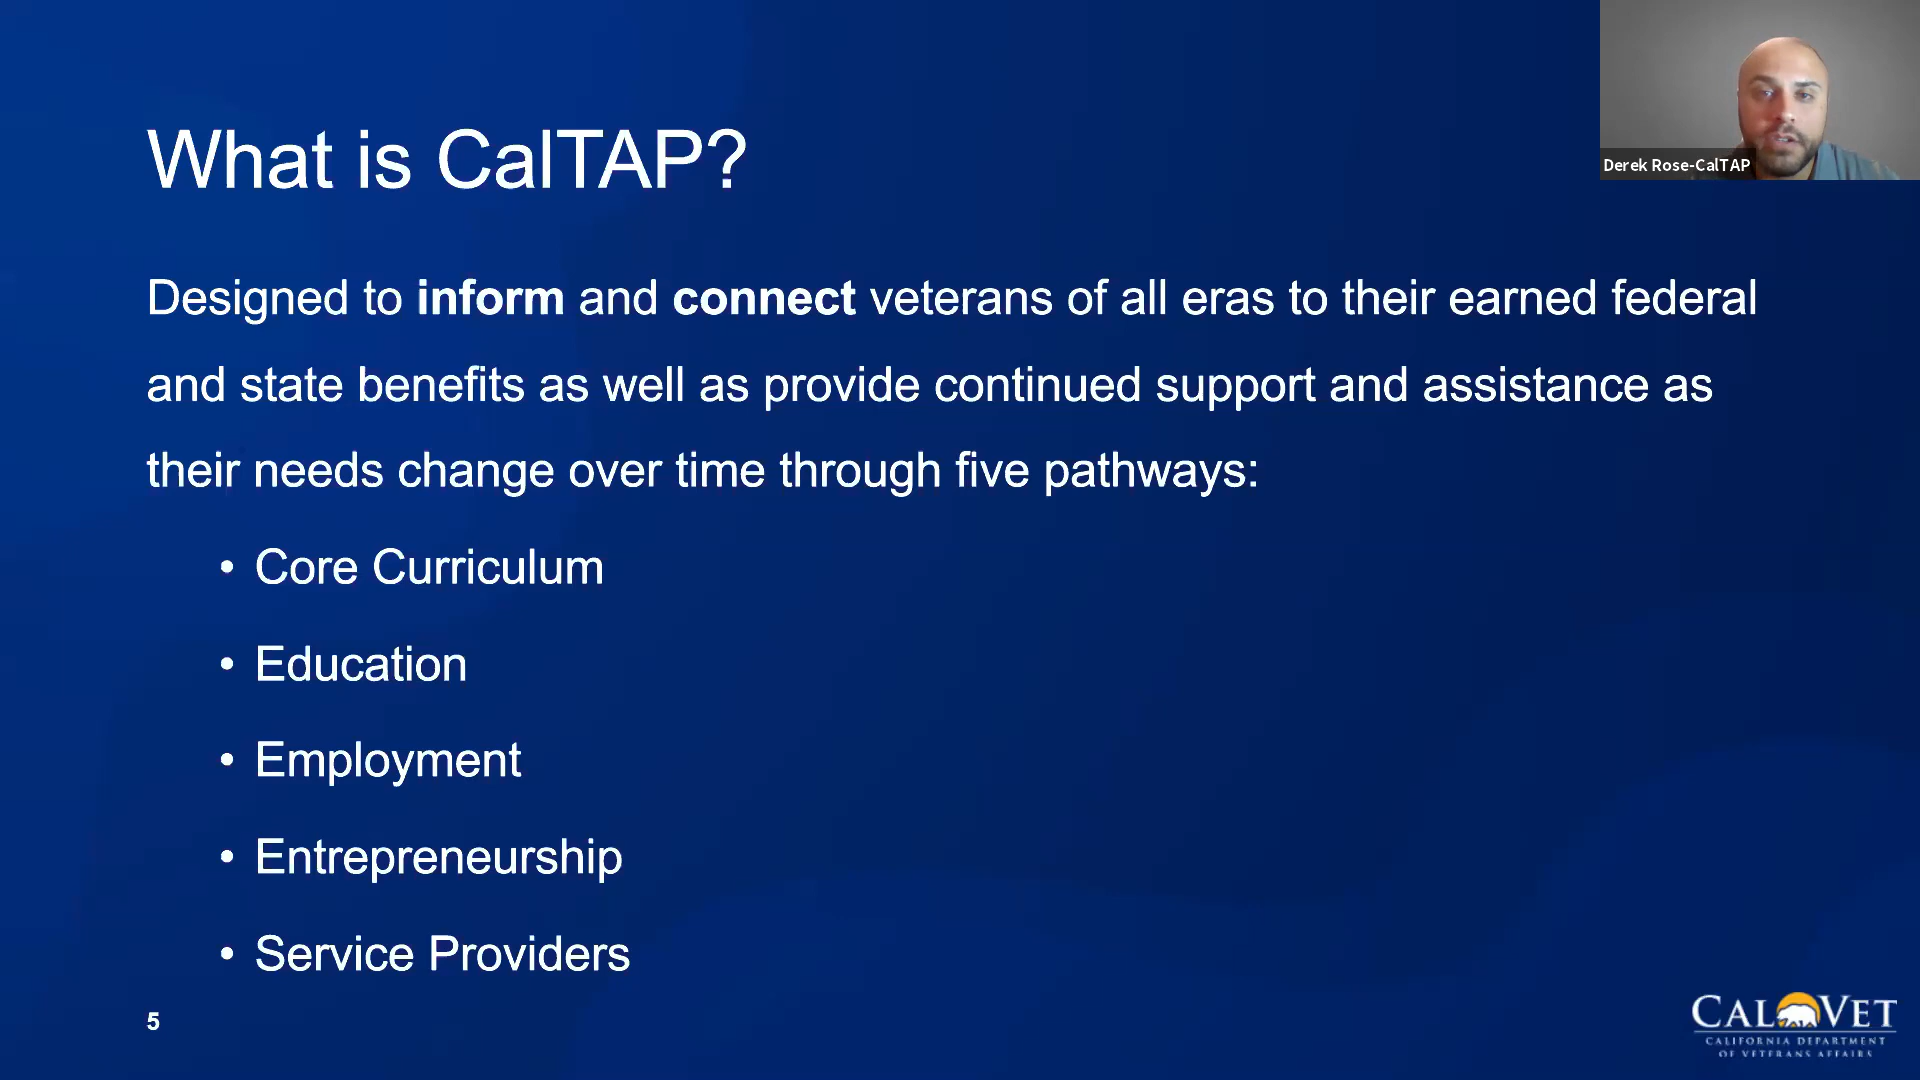 What is CalTAP?
Derek Rose-CalTAP
Designed to inform and connect veterans of all eras to their earned federal
and state benefits as well as provide continued support and assistance as
their needs change over time through five pathways:
• Core Curriculum
• Education
• Employment
• Entrepreneurship
• Service Providers
5
CALVET
CALIFORNIA DEPARTMENT
OF VETERANS AFFAIRS